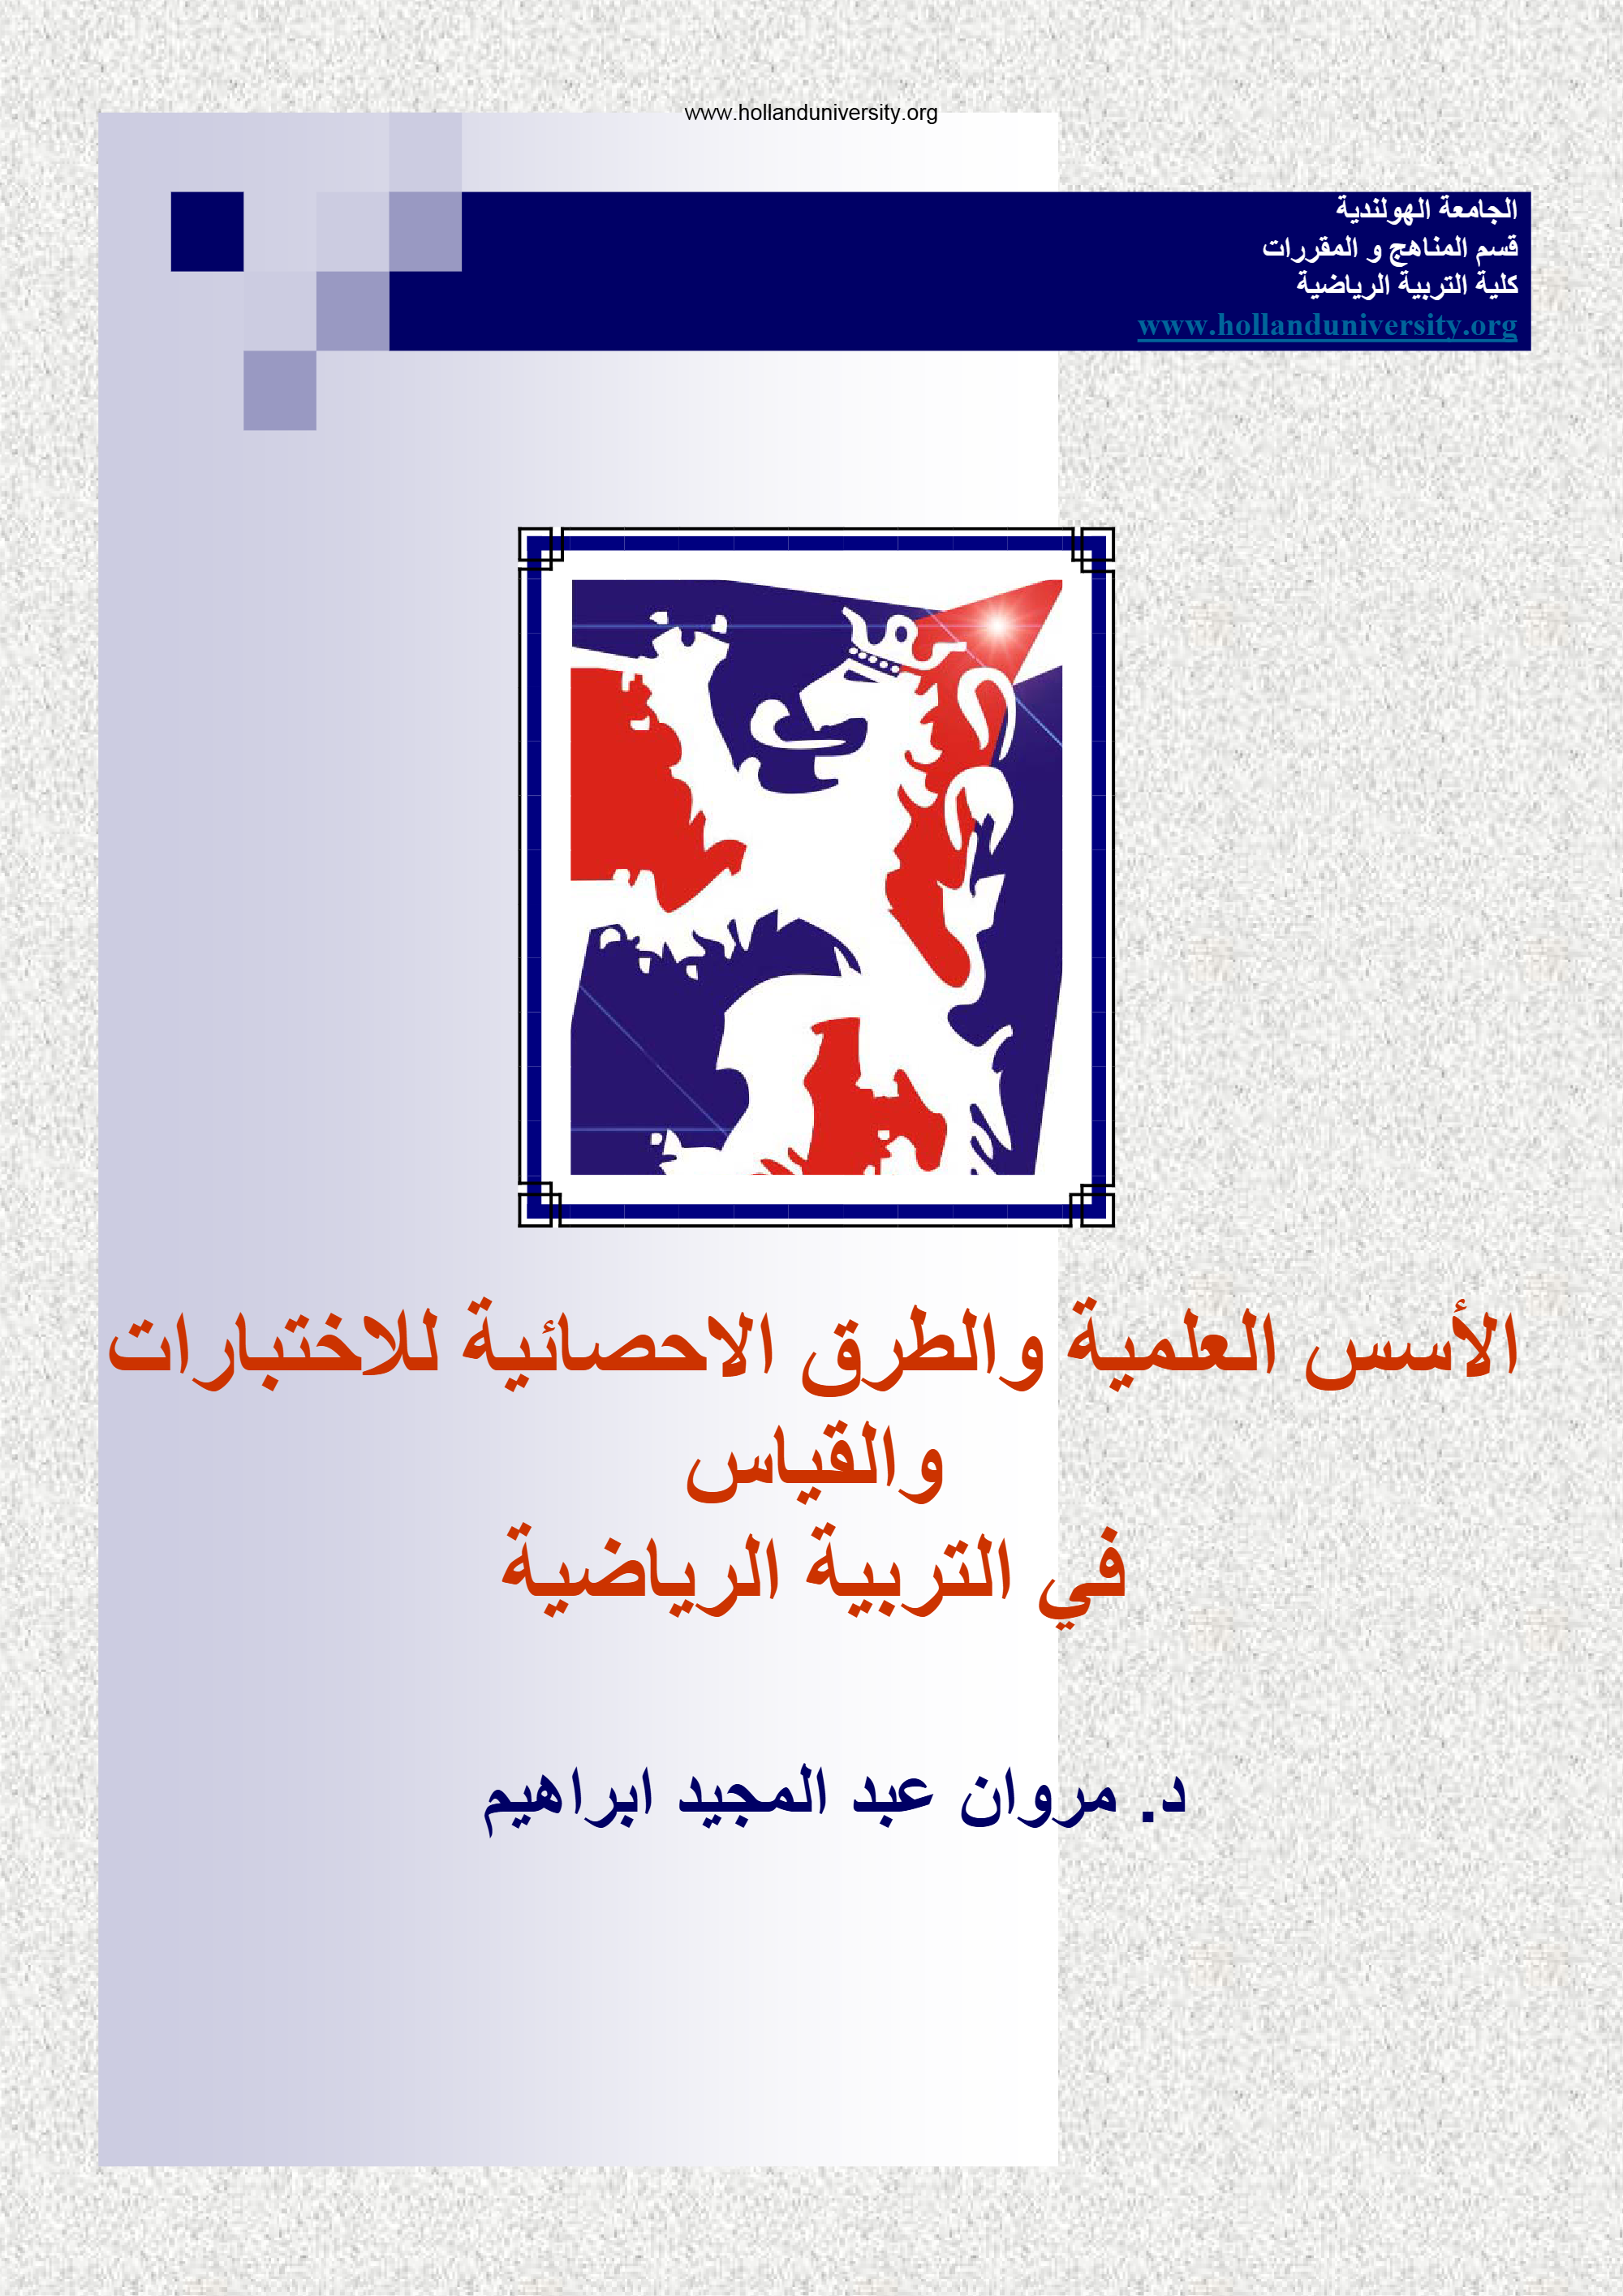 www.hollanduniversity.org
الجامعة الهولندية
قسم المناهج و المقررات
كلية التربية الرياضية
www.hollanduniversity.org
الأسس العلمية والطرق الاحصائية للاختبارات
والقياس
في التربية الرياضية
د. مروان عبد المجيد ابراهيم